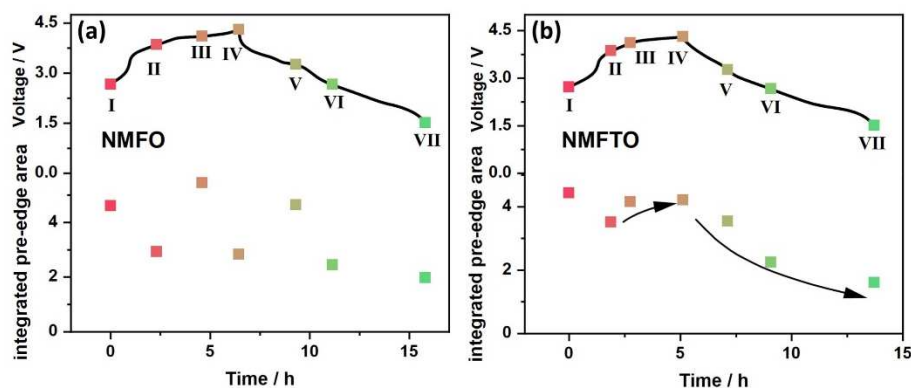 (a)
4.5
3.0
1.5
0.0
Voltage / V
I
II
III
IV
V
VI
VII
NMFO
4
2
0
integrated pre-edge area
0
5
10
15
Time / h
(b)
4.5
3.0
1.5
0.0
Voltage / V
I
II
III
IV
V
VI
VII
NMFTO
4
2
0
integrated pre-edge area
0
5
10
15
Time / h